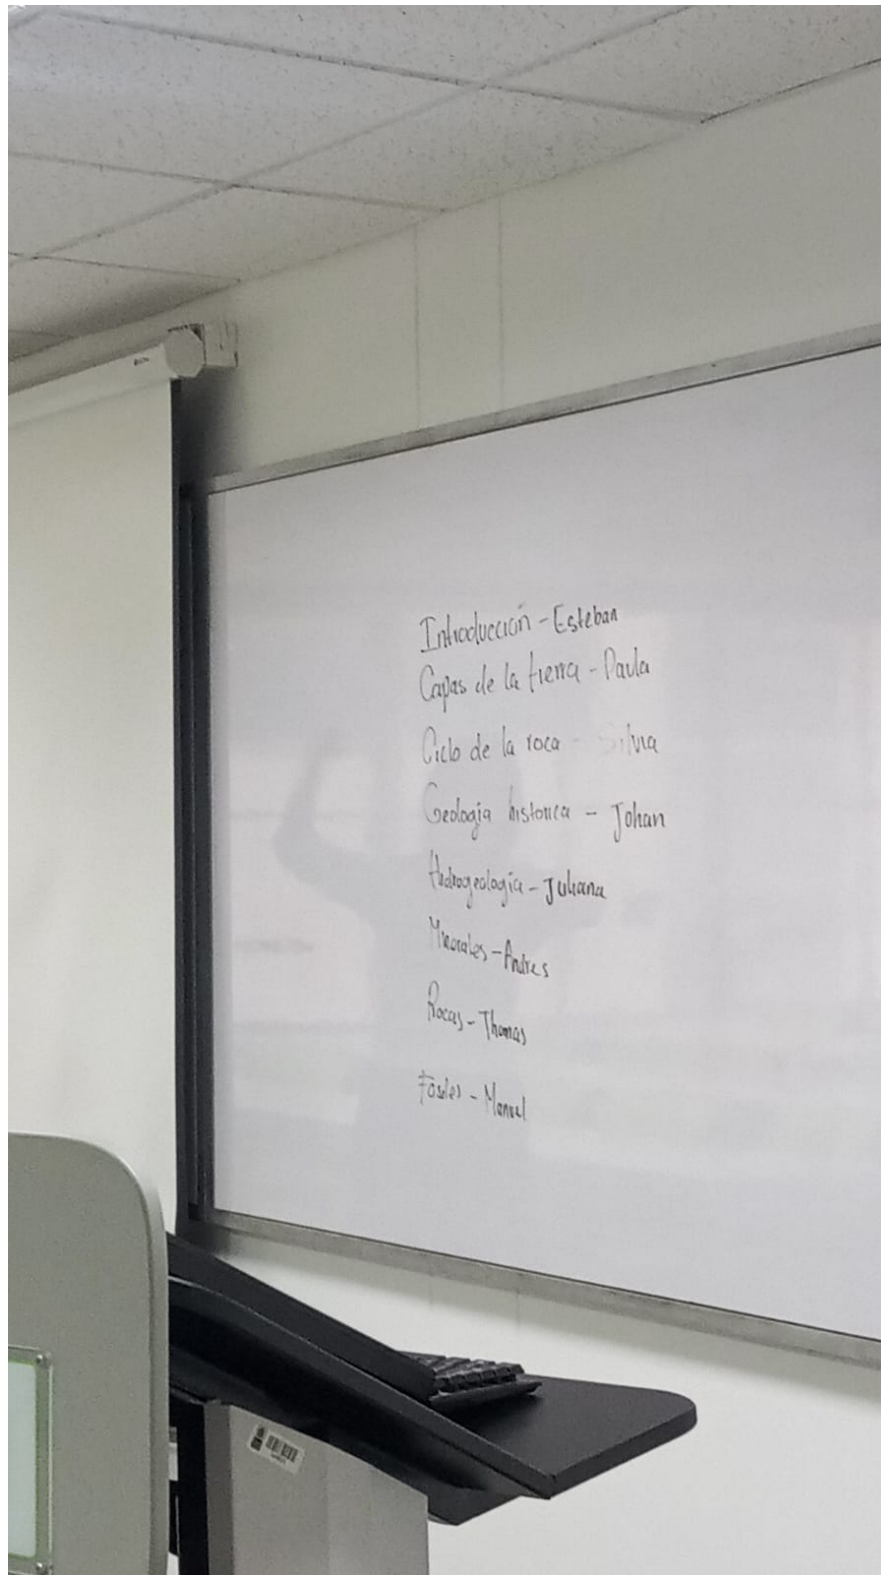 Introducción - Esteban
Capas de la tierra - Paula
Ciclo de la roca - Silvia
Geología historica - Johan
Hidrogeología - Juliana
Minerales - Andres
Rocas - Thomas
Fósiles - Manuel